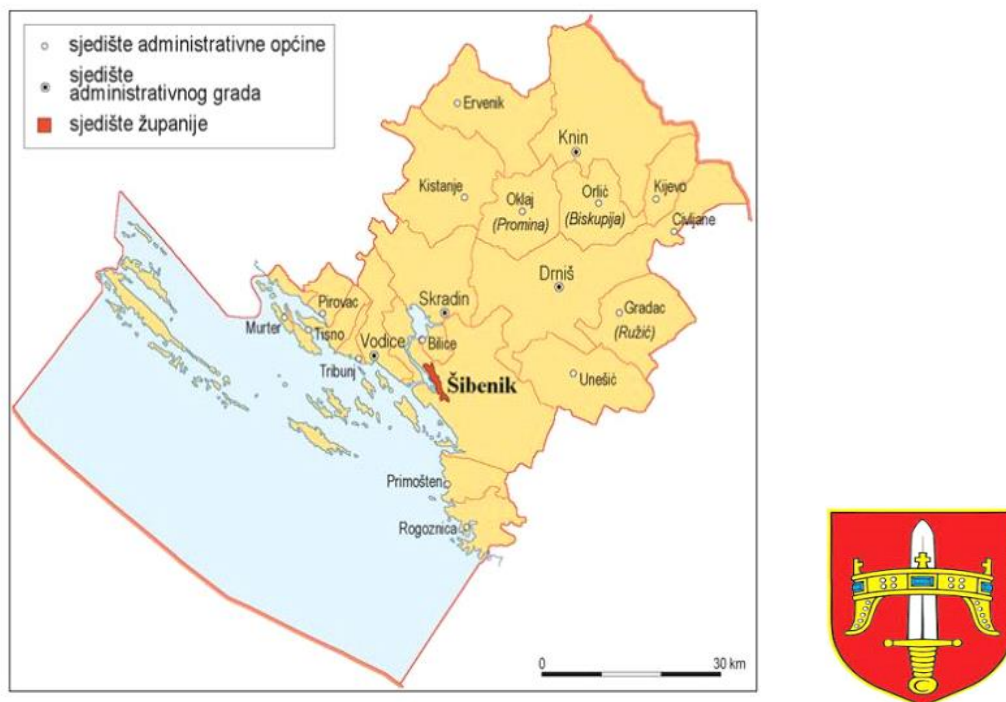 sjedište administrativne općine
sjedište
administrativnog grada
sjedište županije
Ervenik
Knin
Kistanje
Oklaj
(Promina)
Orlić
(Biskupija)
Kijevo
Civljane
Drniš
Skradin
Gradac
(Ružić)
Pirovac
Murter
Tisno
Vodice
Bilice
Tribunj
Unešić
Šibenik
Primošten
Rogoznica
0 30 km